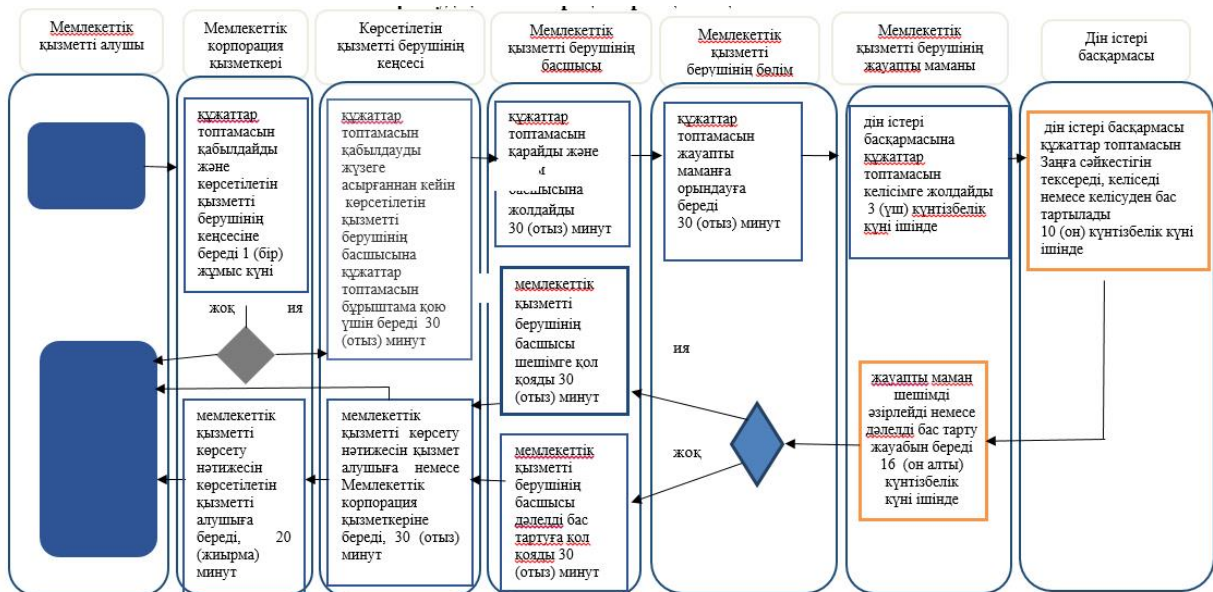 Мемлекеттік
қызметті алушы
Мемлекеттік
корпорация
қызметкері
Көрсетілетін
қызметті берушінің
кеңсесі
Мемлекеттік
қызметті берушінің
басшысы
Мемлекеттік
қызметті
берушінің бөлім
Мемлекеттік
қызметті берушінің
жауапты маманы
Дін істері
басқармасы
құжаттар
топтамасын
қабылдайды
және
көрсетілетін
қызметті
берушінің
кеңсесіне
береді 1 (бір)
жұмыс күні
құжаттар
топтамасын
қабылдауды
жүзеге
асырғаннан кейін
көрсетілетін
қызметті
берушінің
басшысына
құжаттар
топтамасын
бұрыштама қою
үшін береді 30
(отыз) минут
құжаттар
топтамасын
қарайды және
басшысына
жолдайды
30 (отыз) минут
құжаттар
топтамасын
жауапты
маманға
орындауға
береді
30 (отыз) минут
дін істері
басқармасына
құжаттар
топтамасын
келісімге жолдайды
3 (үш) күнтізбелік
күні ішінде
дін істері басқармасы
құжаттар топтамасын
Заңға сәйкестігін
тексереді, келіседі
немесе келісуден бас
тартылады
10 (он) күнтізбелік күні
ішінде
жоқ ия
мемлекеттік
қызметті
берушінің
басшысы
шешімге қол
қояды 30
(отыз) минут
ия
жоқ
жауапты маман
шешімді
әзірлейді немесе
дәлелді бас тарту
жауабын береді
16 (он алты)
күнтізбелік
күні ішінде
мемлекеттік
қызметті
көрсету
нәтижесін
көрсетілетін
қызметті
алушыға
береді, 20
(жиырма)
минут
мемлекеттік
қызметті көрсету
нәтижесін қызмет
алушыға немесе
Мемлекеттік
корпорация
қызметкеріне
береді, 30 (отыз)
минут
мемлекеттік
қызметті
берушінің
басшысы
дәлелді бас
тартуға қол
қояды 30
(отыз) минут